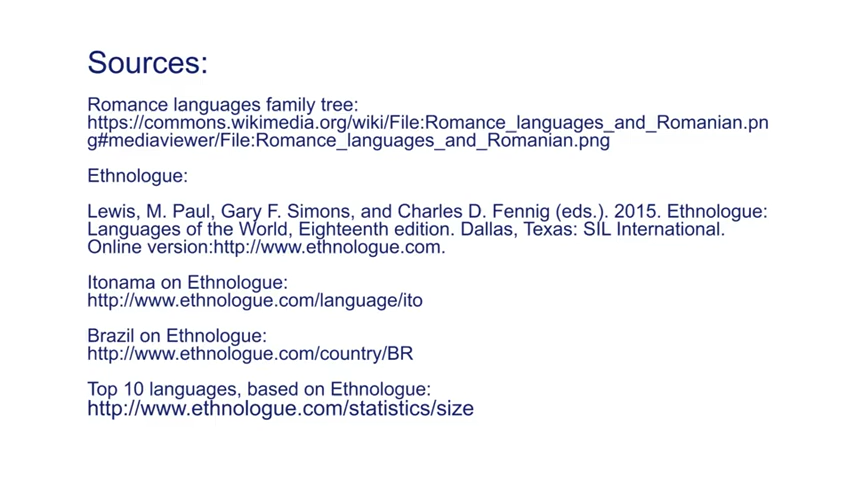 Sources:
Romance languages family tree:
https://commons.wikimedia.org/wiki/File:Romance_languages_and_Romanian.pn
g#mediaviewer/File:Romance_languages_and_Romanian.png
Ethnologue:
Lewis, M. Paul, Gary F. Simons, and Charles D. Fennig (eds.). 2015. Ethnologue:
Languages of the World, Eighteenth edition. Dallas, Texas: SIL International.
Online version:http://www.ethnologue.com.
Itonama on Ethnologue:
http://www.ethnologue.com/language/ito
Brazil on Ethnologue:
http://www.ethnologue.com/country/BR
Top 10 languages, based on Ethnologue:
http://www.ethnologue.com/statistics/size